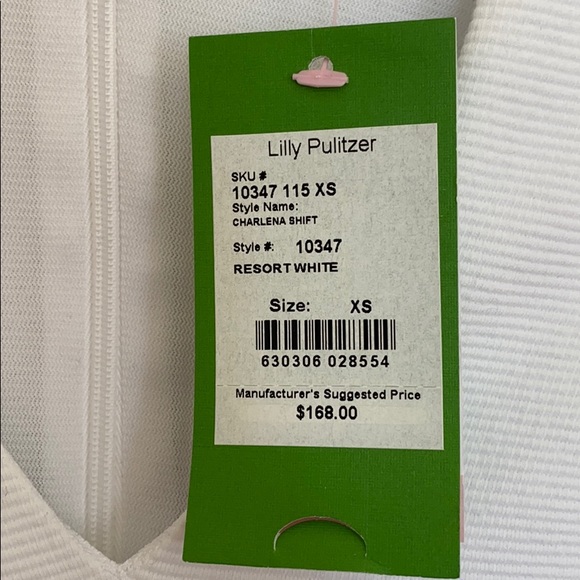 Lilly Pulitzer
SKU #
10347 115 XS
Style Name:
CHARLENA SHIFT
Style #: 10347
RESORT WHITE
Size: XS
630306 028554
Manufacturer's Suggested Price
$168.00